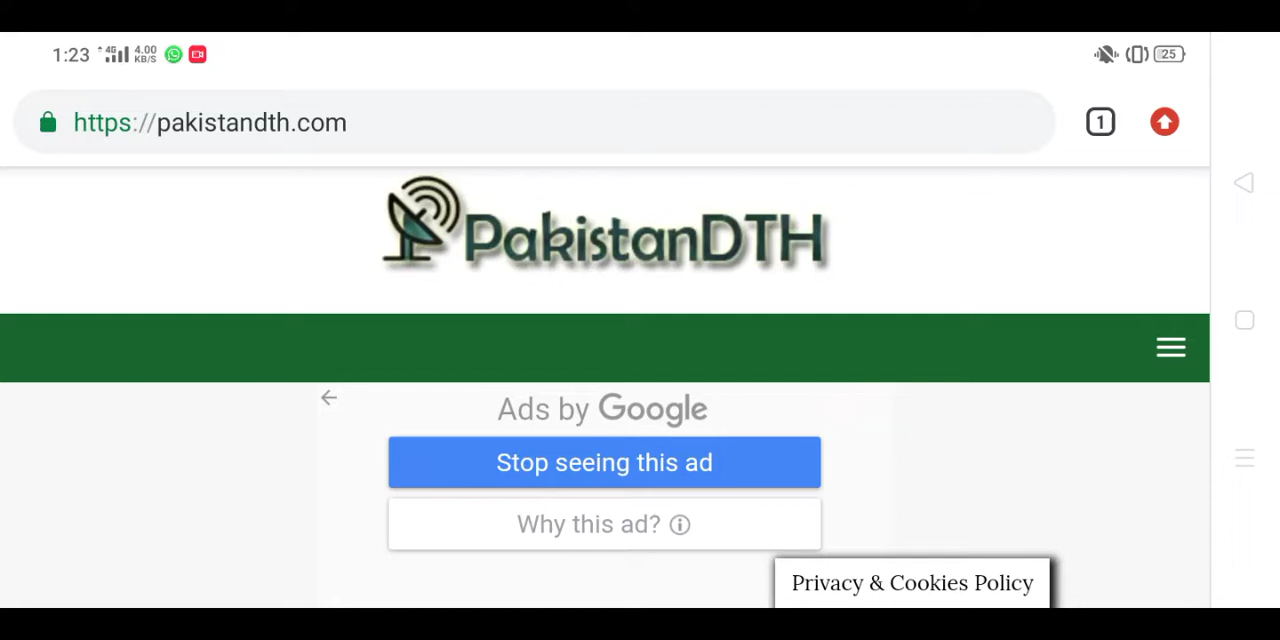 1:23 4G 4.00 KB/S 25
https://pakistandth.com 1
PakistanDTH
Ads by Google
Stop seeing this ad
Why this ad?
Privacy & Cookies Policy